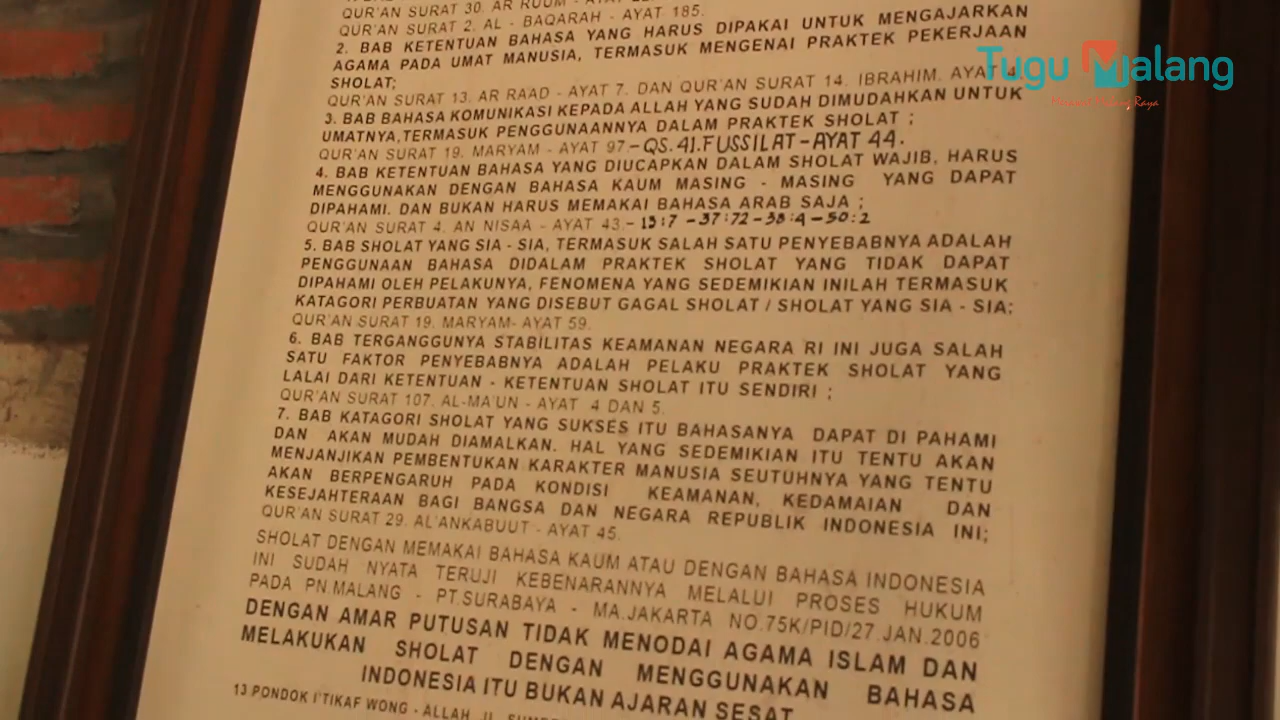 QUR'AN SURAT 30. AR RUUM - AYAT
QUR'AN SURAT 2. AL - BAQARAH - AYAT 185.
2. BAB KETENTUAN BAHASA YANG HARUS DIPAKAI UNTUK MENGAJARKAN
AGAMA PADA UMAT MANUSIA, TERMASUK MENGENAI PRAKTEK PEKERJAAN
SHOLAT;
QUR'AN SURAT 13. AR RAAD - AYAT 7. DAN QUR'AN SURAT 14. IBRAHIM. AYAT 4.
3. BAB BAHASA KOMUNIKASI KEPADA ALLAH YANG SUDAH DIMUDAHKAN UNTUK
UMATNYA,TERMASUK PENGGUNAANNYA DALAM PRAKTEK SHOLAT ;
QUR'AN SURAT 19. MARYAM - AYAT 97.-QS.41.FUSSILAT-AYAT 44.
4. BAB KETENTUAN BAHASA YANG DIUCAPKAN DALAM SHOLAT WAJIB, HARUS
MENGGUNAKAN DENGAN BAHASA KAUM MASING - MASING YANG DAPAT
DIPAHAMI. DAN BUKAN HARUS MEMAKAI BAHASA ARAB SAJA ;
QUR'AN SURAT 4. AN NISAA - AYAT 43.- 13:7 -37:72-38:4-50:2
5. BAB SHOLAT YANG SIA - SIA, TERMASUK SALAH SATU PENYEBABNYA ADALAH
PENGGUNAAN BAHASA DIDALAM PRAKTEK SHOLAT YANG TIDAK DAPAT
DIPAHAMI OLEH PELAKUNYA, FENOMENA YANG SEDEMIKIAN INILAH TERMASUK
KATAGORI PERBUATAN YANG DISEBUT GAGAL SHOLAT / SHOLAT YANG SIA - SIA;
QUR'AN SURAT 19. MARYAM- AYAT 59.
6. BAB TERGANGGUNYA STABILITAS KEAMANAN NEGARA RI INI JUGA SALAH
SATU FAKTOR PENYEBABNYA ADALAH PELAKU PRAKTEK SHOLAT YANG
LALAI DARI KETENTUAN - KETENTUAN SHOLAT ITU SENDIRI ;
QUR'AN SURAT 107. AL-MA'UN - AYAT 4 DAN 5.
7. BAB KATAGORI SHOLAT YANG SUKSES ITU BAHASANYA DAPAT DI PAHAMI
DAN AKAN MUDAH DIAMALKAN. HAL YANG SEDEMIKIAN ITU TENTU AKAN
MENJANJIKAN PEMBENTUKAN KARAKTER MANUSIA SEUTUHNYA YANG TENTU
AKAN BERPENGARUH PADA KONDISI KEAMANAN, KEDAMAIAN DAN
KESEJAHTERAAN BAGI BANGSA DAN NEGARA REPUBLIK INDONESIA INI;
QUR'AN SURAT 29. AL'ANKABUUT - AYAT 45.
SHOLAT DENGAN MEMAKAI BAHASA KAUM ATAU DENGAN BAHASA INDONESIA
INI SUDAH NYATA TERUJI KEBENARANNYA MELALUI PROSES HUKUM
PADA PN.MALANG - PT.SURABAYA - MA.JAKARTA NO.75K/PID/27.JAN.2006
DENGAN AMAR PUTUSAN TIDAK MENODAI AGAMA ISLAM DAN
MELAKUKAN SHOLAT DENGAN MENGGUNAKAN BAHASA
INDONESIA ITU BUKAN AJARAN SESAT
13 PONDOK I'TIKAF WONG - ALLAH JL.
Tugu Malang